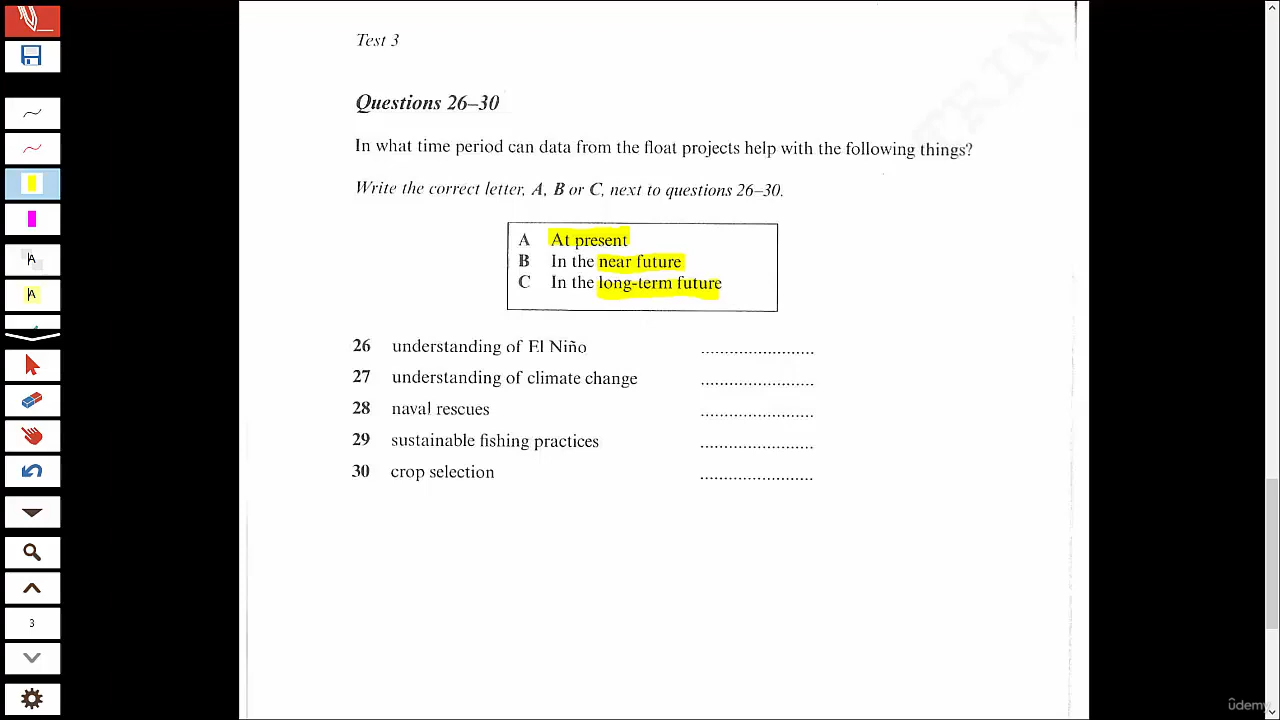 Test 3
Questions 26–30
In what time period can data from the float projects help with the following things?
Write the correct letter, A, B or C, next to questions 26–30.
A At present
B In the near future
C In the long-term future
26 understanding of El Niño ........................
27 understanding of climate change ........................
28 naval rescues ........................
29 sustainable fishing practices ........................
30 crop selection ........................
A
A
3
ûdemy